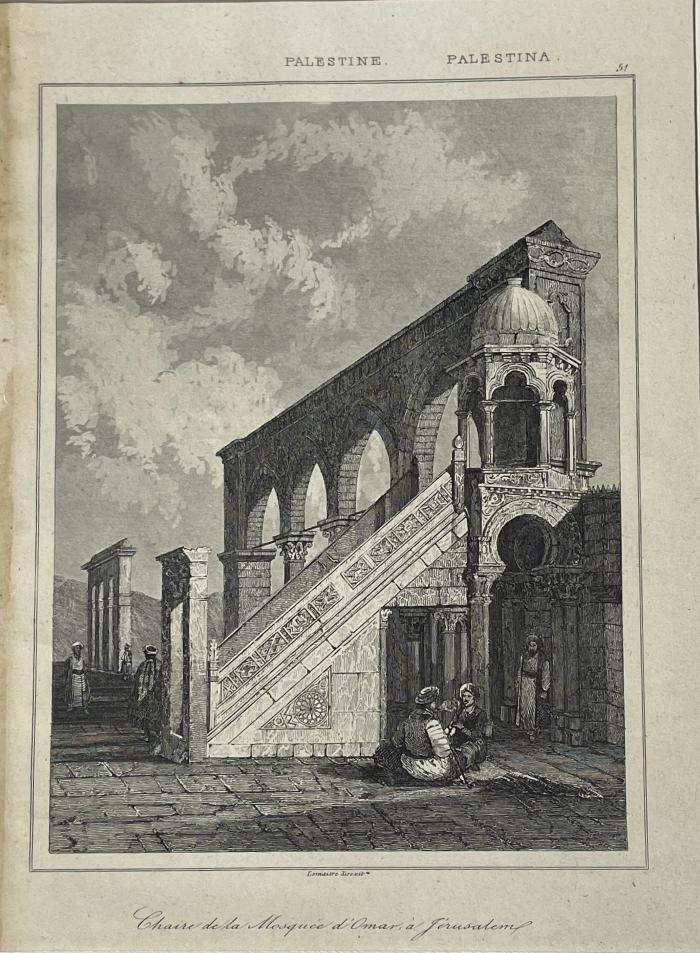 PALESTINE. PALESTINA.
51
Lemaitre direxit
Chaire de la Mosquée d'Omar, à Jérusalem